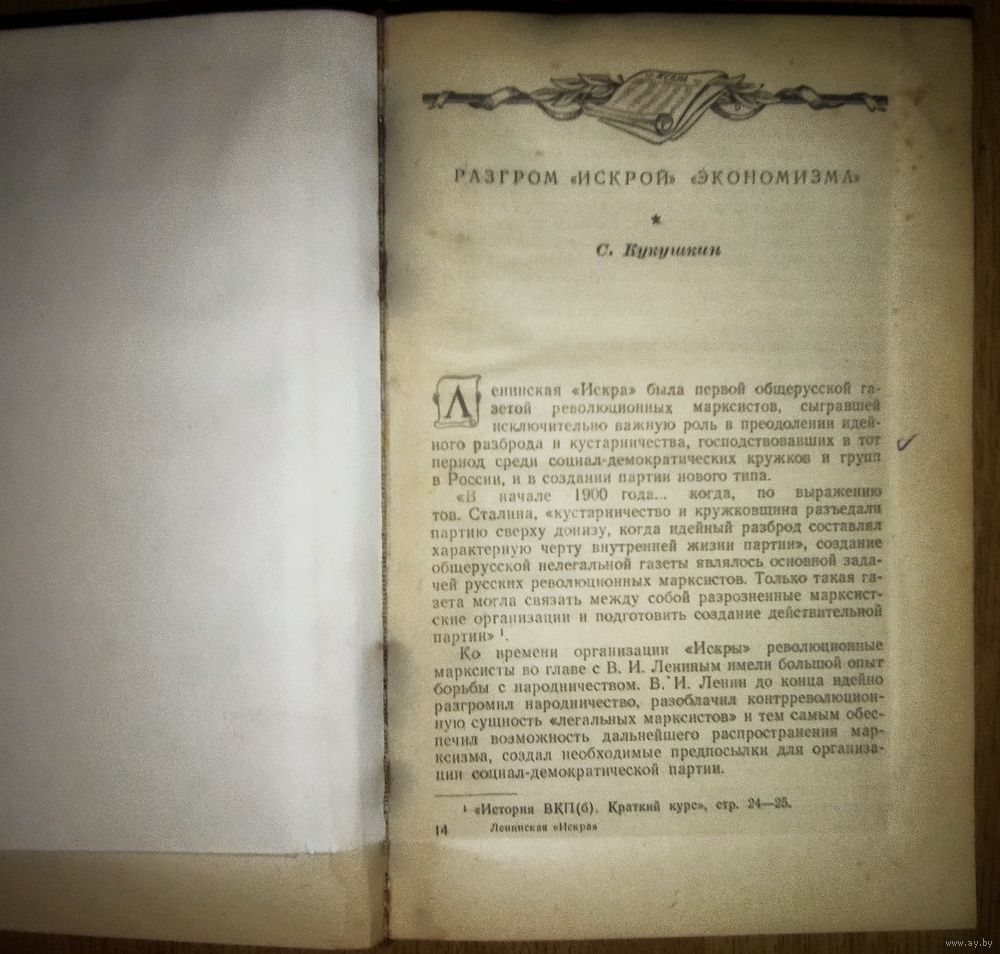 ИСКРА
РАЗГРОМ «ИСКРОЙ» «ЭКОНОМИЗМА»
*
С. Кукушкин
Ленинская «Искра» была первой общерусской га-
зетой революционных марксистов, сыгравшей
исключительно важную роль в преодолении идей-
ного разброда и кустарничества, господствовавших в тот
период среди социал-демократических кружков и групп
в России, и в создании партии нового типа.
«В начале 1900 года... когда, по выражению
тов. Сталина, «кустарничество и кружковщина разъедали
партию сверху донизу, когда идейный разброд составлял
характерную черту внутренней жизни партии», создание
общерусской нелегальной газеты являлось основной зада-
чей русских революционных марксистов. Только такая га-
зета могла связать между собой разрозненные марксист-
ские организации и подготовить создание действительной
партии» ¹.
Ко времени организации «Искры» революционные
марксисты во главе с В. И. Лениным имели большой опыт
борьбы с народничеством. В. И. Ленин до конца идейно
разгромил народничество, разоблачил контрреволюцион-
ную сущность «легальных марксистов» и тем самым обес-
печил возможность дальнейшего распространения мар-
ксизма, создал необходимые предпосылки для организа-
ции социал-демократической партии.
¹ «История ВКП(б). Краткий курс», стр. 24—25.
14 Ленинская «Искра»
www.ay.by